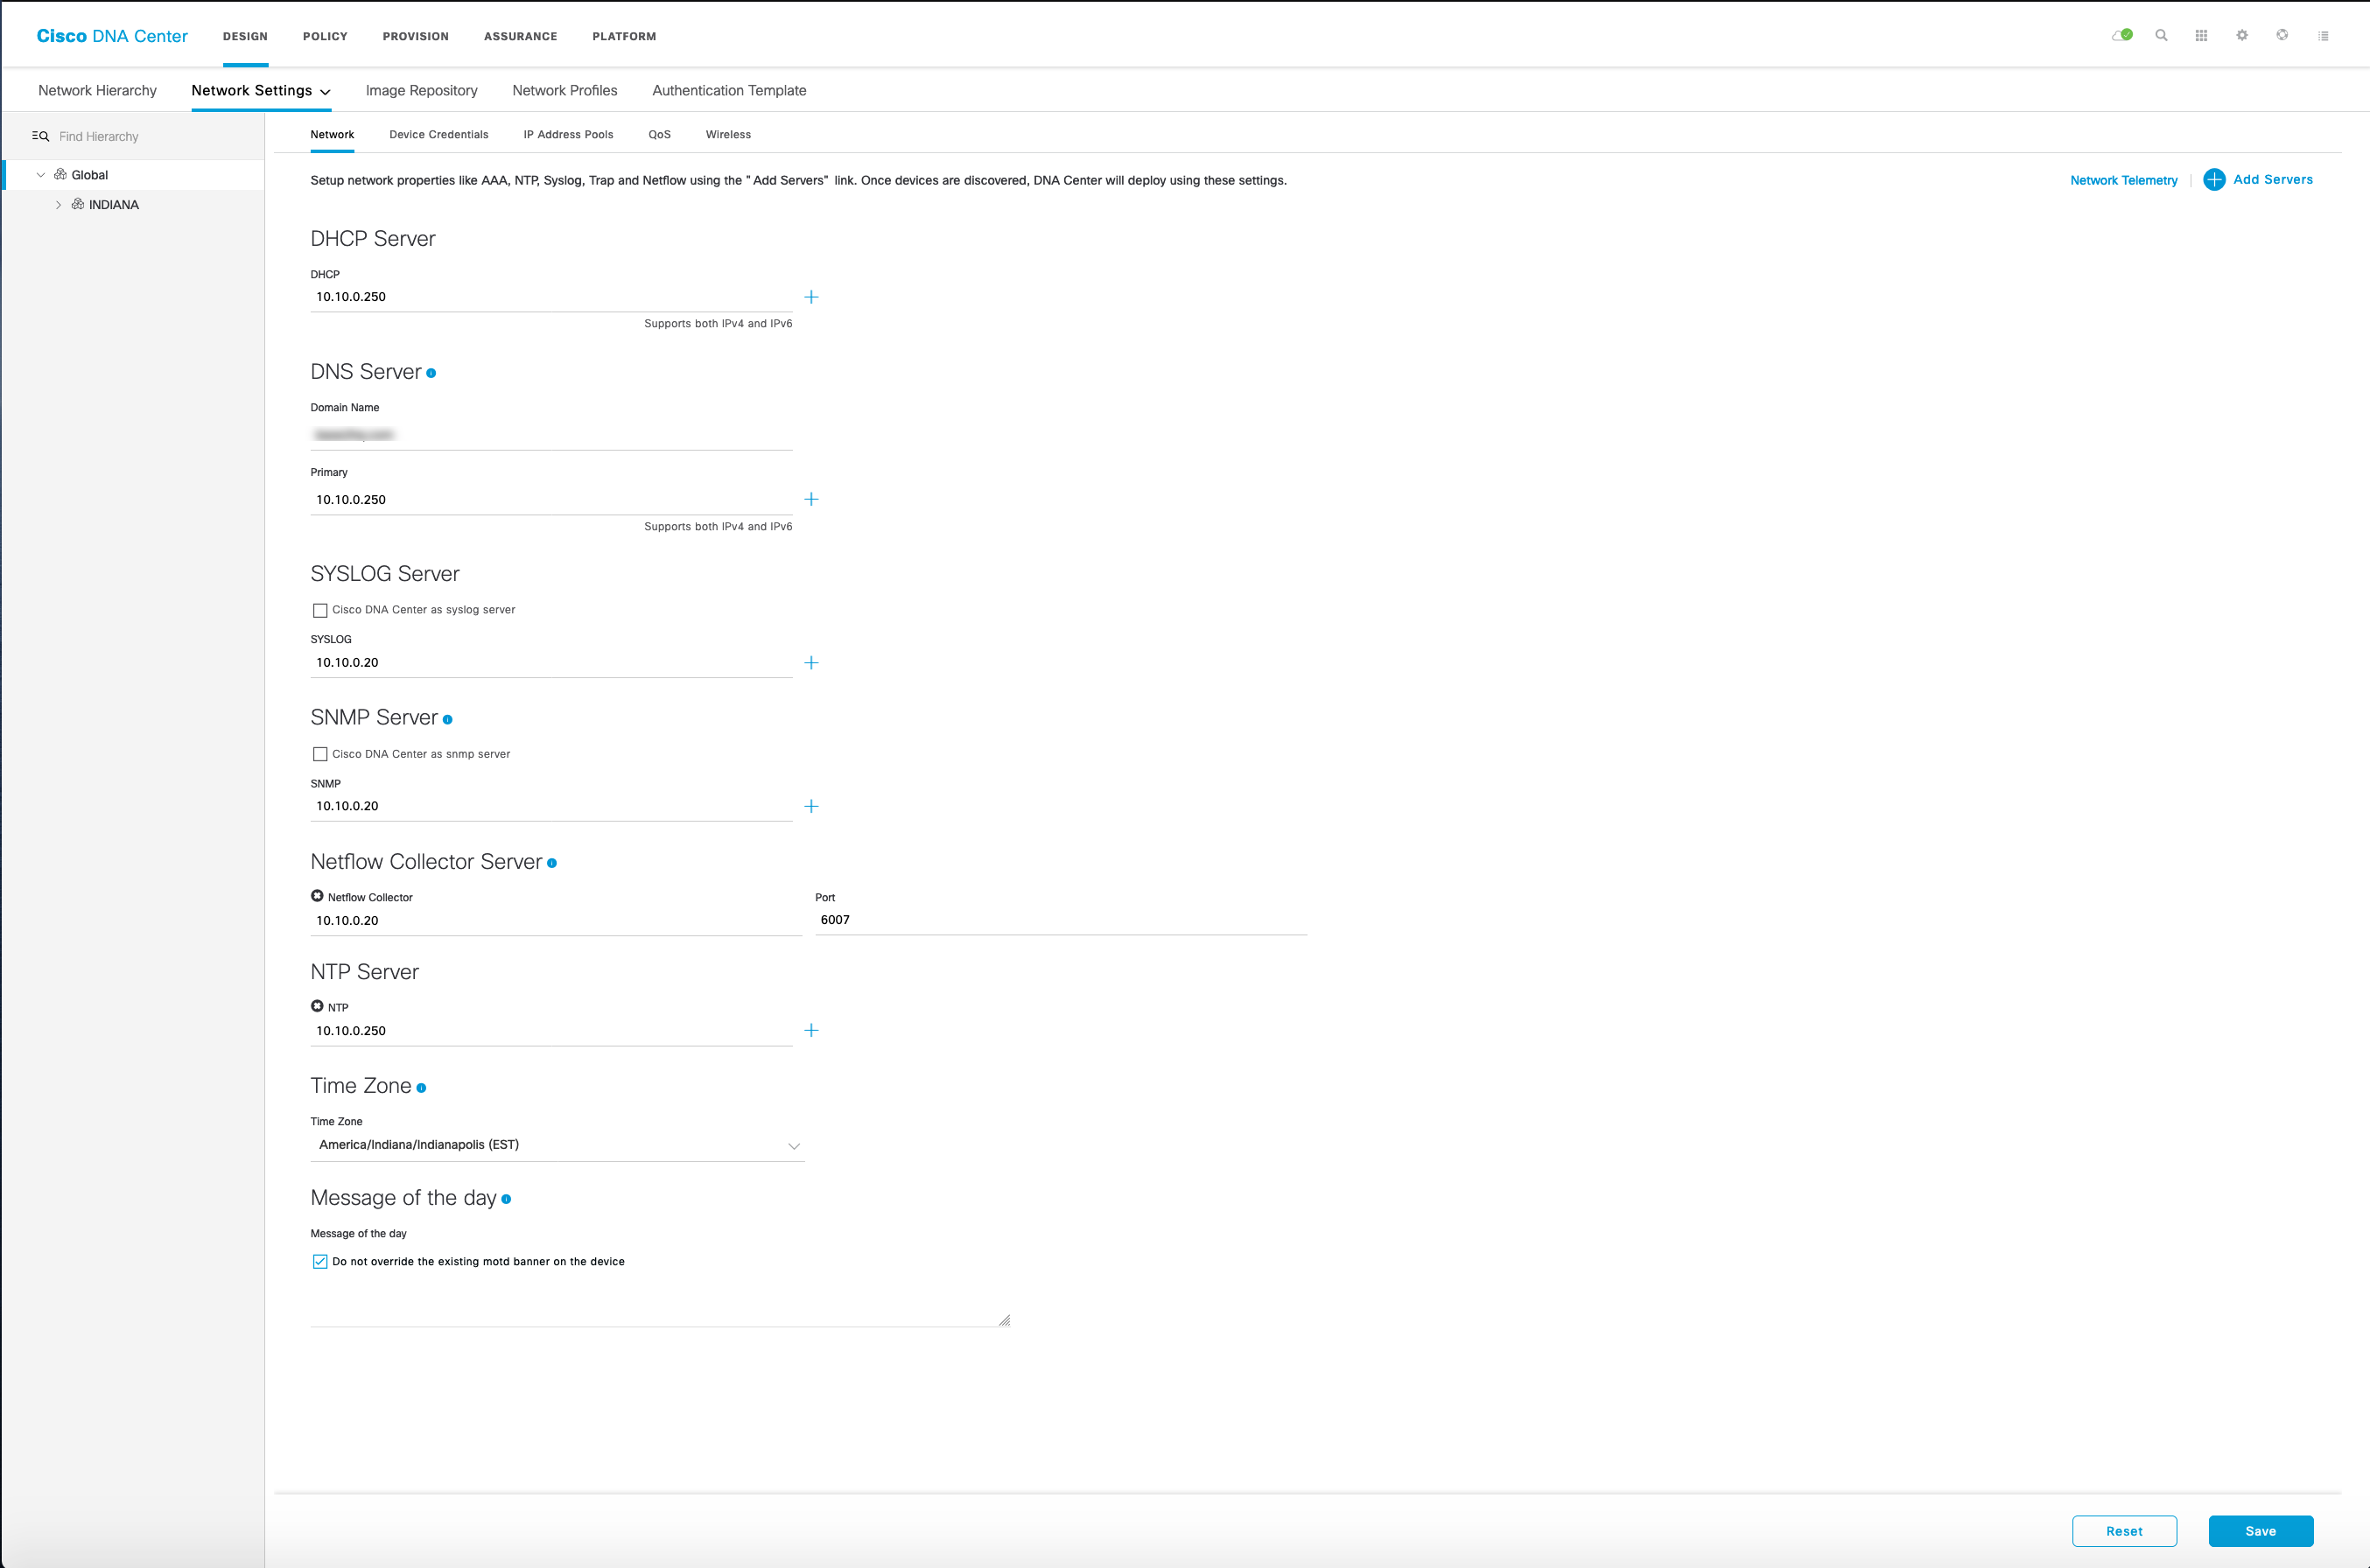 Cisco DNA Center DESIGN POLICY PROVISION ASSURANCE PLATFORM
Network Hierarchy Network Settings Image Repository Network Profiles Authentication Template
Find Hierarchy
Global
INDIANA
Network Device Credentials IP Address Pools QoS Wireless
Setup network properties like AAA, NTP, Syslog, Trap and Netflow using the " Add Servers" link. Once devices are discovered, DNA Center will deploy using these settings.
Network Telemetry | Add Servers
DHCP Server
DHCP
10.10.0.250
Supports both IPv4 and IPv6
DNS Server
Domain Name
Primary
10.10.0.250
Supports both IPv4 and IPv6
SYSLOG Server
Cisco DNA Center as syslog server
SYSLOG
10.10.0.20
SNMP Server
Cisco DNA Center as snmp server
SNMP
10.10.0.20
Netflow Collector Server
Netflow Collector Port
10.10.0.20 6007
NTP Server
NTP
10.10.0.250
Time Zone
Time Zone
America/Indiana/Indianapolis (EST)
Message of the day
Message of the day
Do not override the existing motd banner on the device
Reset Save